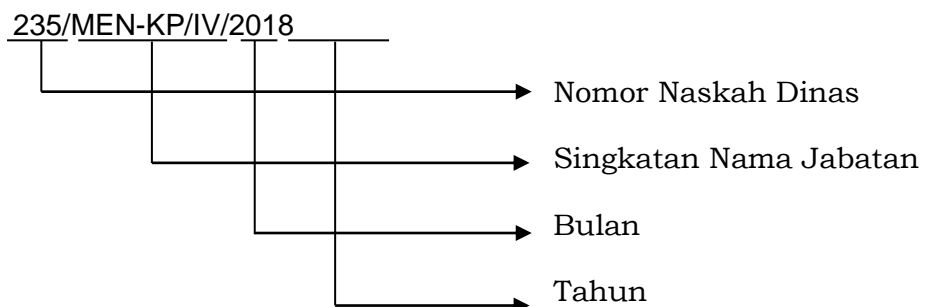 235/MEN-KP/IV/2018
Nomor Naskah Dinas
Singkatan Nama Jabatan
Bulan
Tahun